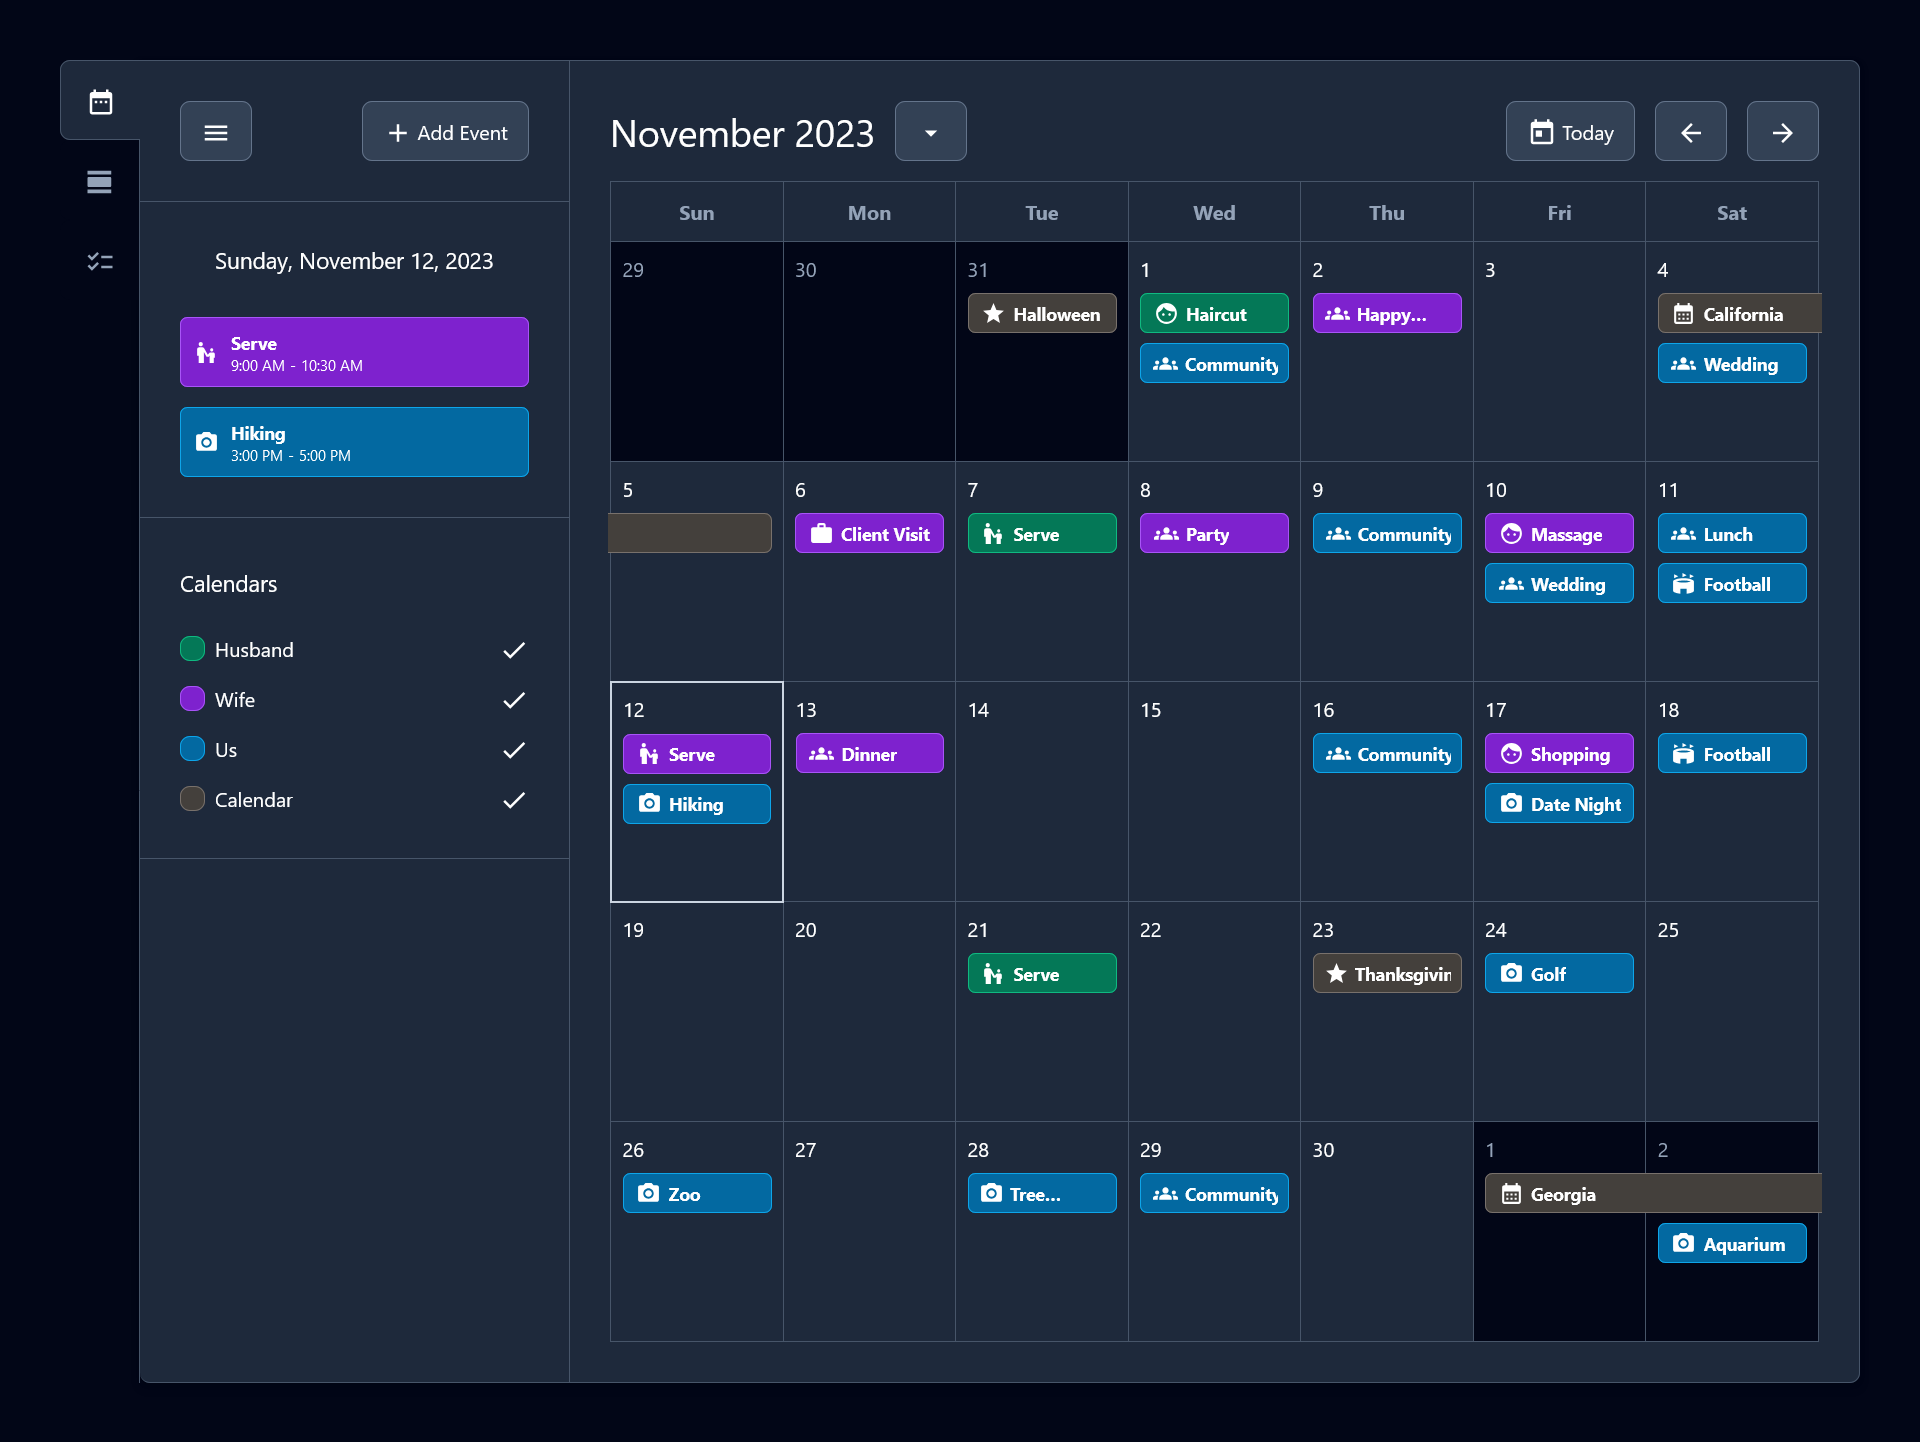 Add Event
Sunday, November 12, 2023
Serve
9:00 AM - 10:30 AM
Hiking
3:00 PM - 5:00 PM
Calendars
Husband
Wife
Us
Calendar
November 2023
Today
Sun Mon Tue Wed Thu Fri Sat
29 30 31 1 2 3 4
Halloween Haircut Happy... California
Community Wedding
5 6 7 8 9 10 11
Client Visit Serve Party Community Massage Lunch
Wedding Football
12 13 14 15 16 17 18
Serve Dinner Community Shopping Football
Hiking Date Night
19 20 21 22 23 24 25
Serve Thanksgivin Golf
26 27 28 29 30 1 2
Zoo Tree... Community Georgia
Aquarium